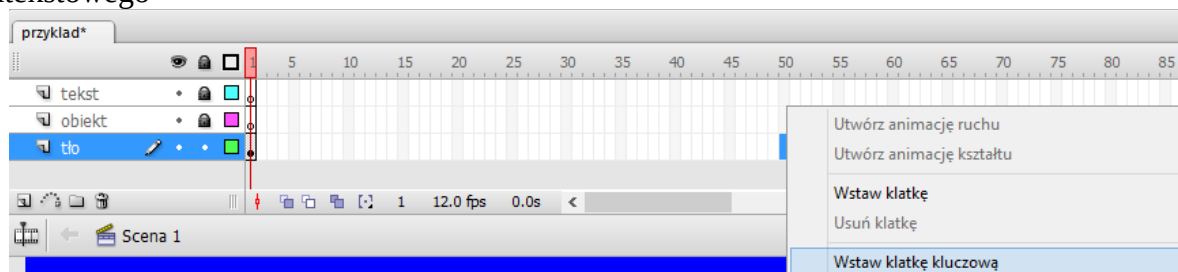 tekstowego
przyklad*
1 5 10 15 20 25 30 35 40 45 50 55 60 65 70 75 80 85
tekst
obiekt
tło
1 12.0 fps 0.0s
Scena 1
Utwórz animację ruchu
Utwórz animację kształtu
Wstaw klatkę
Usuń klatkę
Wstaw klatkę kluczową